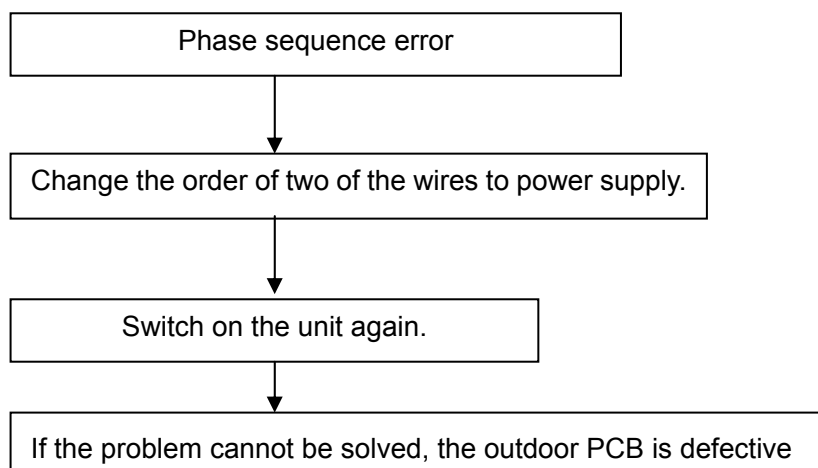 Phase sequence error
Change the order of two of the wires to power supply.
Switch on the unit again.
If the problem cannot be solved, the outdoor PCB is defective